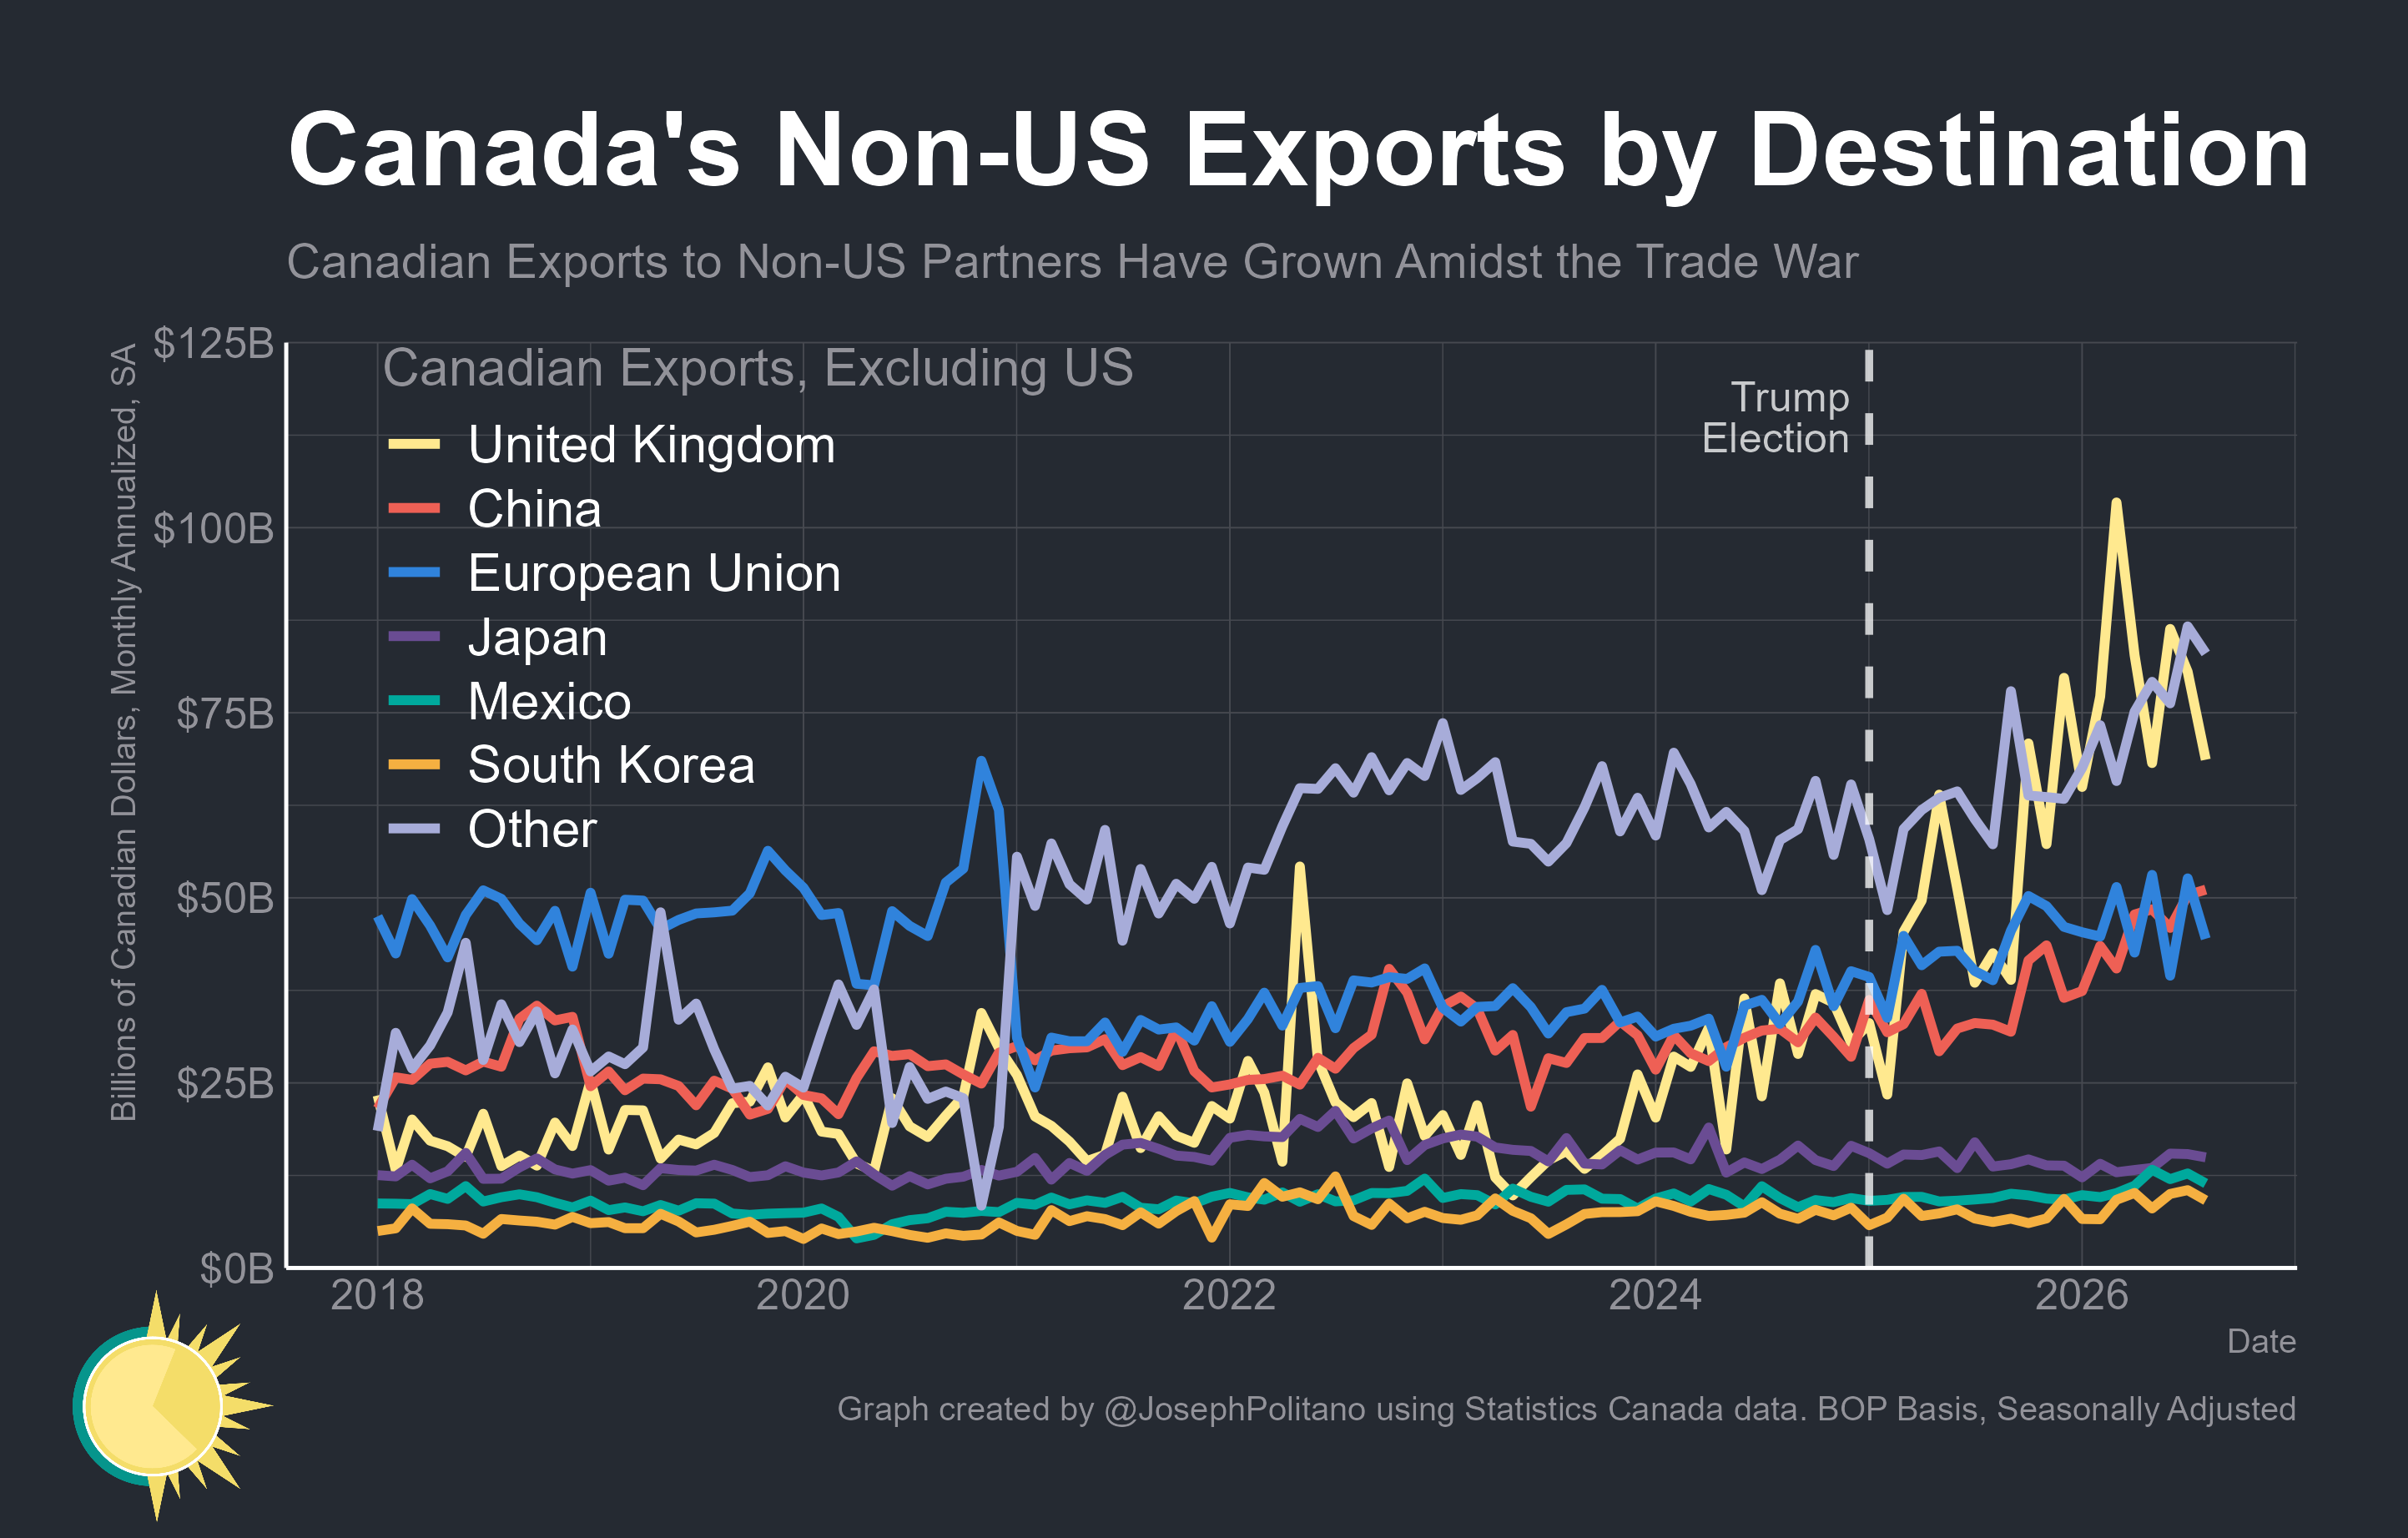 Canada's Non-US Exports by Destination
Canadian Exports to Non-US Partners Have Grown Amidst the Trade War
Billions of Canadian Dollars, Monthly Annualized, SA
$125B
$100B
$75B
$50B
$25B
$0B
Canadian Exports, Excluding US
United Kingdom
China
European Union
Japan
Mexico
South Korea
Other
Trump
Election
2018
2020
2022
2024
2026
Date
Graph created by @JosephPolitano using Statistics Canada data. BOP Basis, Seasonally Adjusted